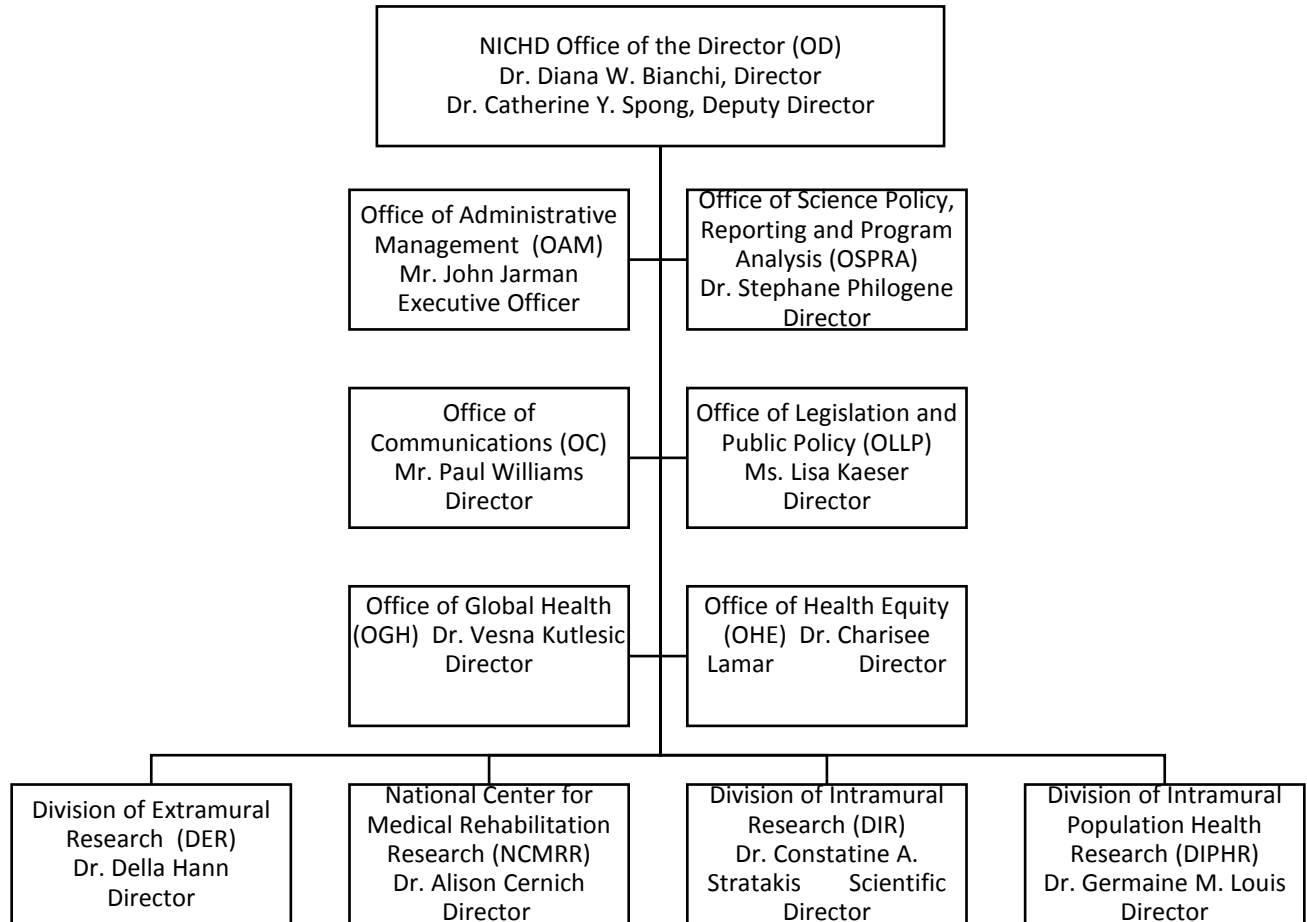 NICHD Office of the Director (OD)
Dr. Diana W. Bianchi, Director
Dr. Catherine Y. Spong, Deputy Director
Office of Administrative
Management (OAM)
Mr. John Jarman
Executive Officer
Office of Science Policy,
Reporting and Program
Analysis (OSPRA)
Dr. Stephane Philogene
Director
Office of
Communications (OC)
Mr. Paul Williams
Director
Office of Legislation and
Public Policy (OLLP)
Ms. Lisa Kaeser
Director
Office of Global Health
(OGH) Dr. Vesna Kutlesic
Director
Office of Health Equity
(OHE) Dr. Charisee
Lamar Director
Division of Extramural
Research (DER)
Dr. Della Hann
Director
National Center for
Medical Rehabilitation
Research (NCMRR)
Dr. Alison Cernich
Director
Division of Intramural
Research (DIR)
Dr. Constatine A.
Stratakis Scientific
Director
Division of Intramural
Population Health
Research (DIPHR)
Dr. Germaine M. Louis
Director